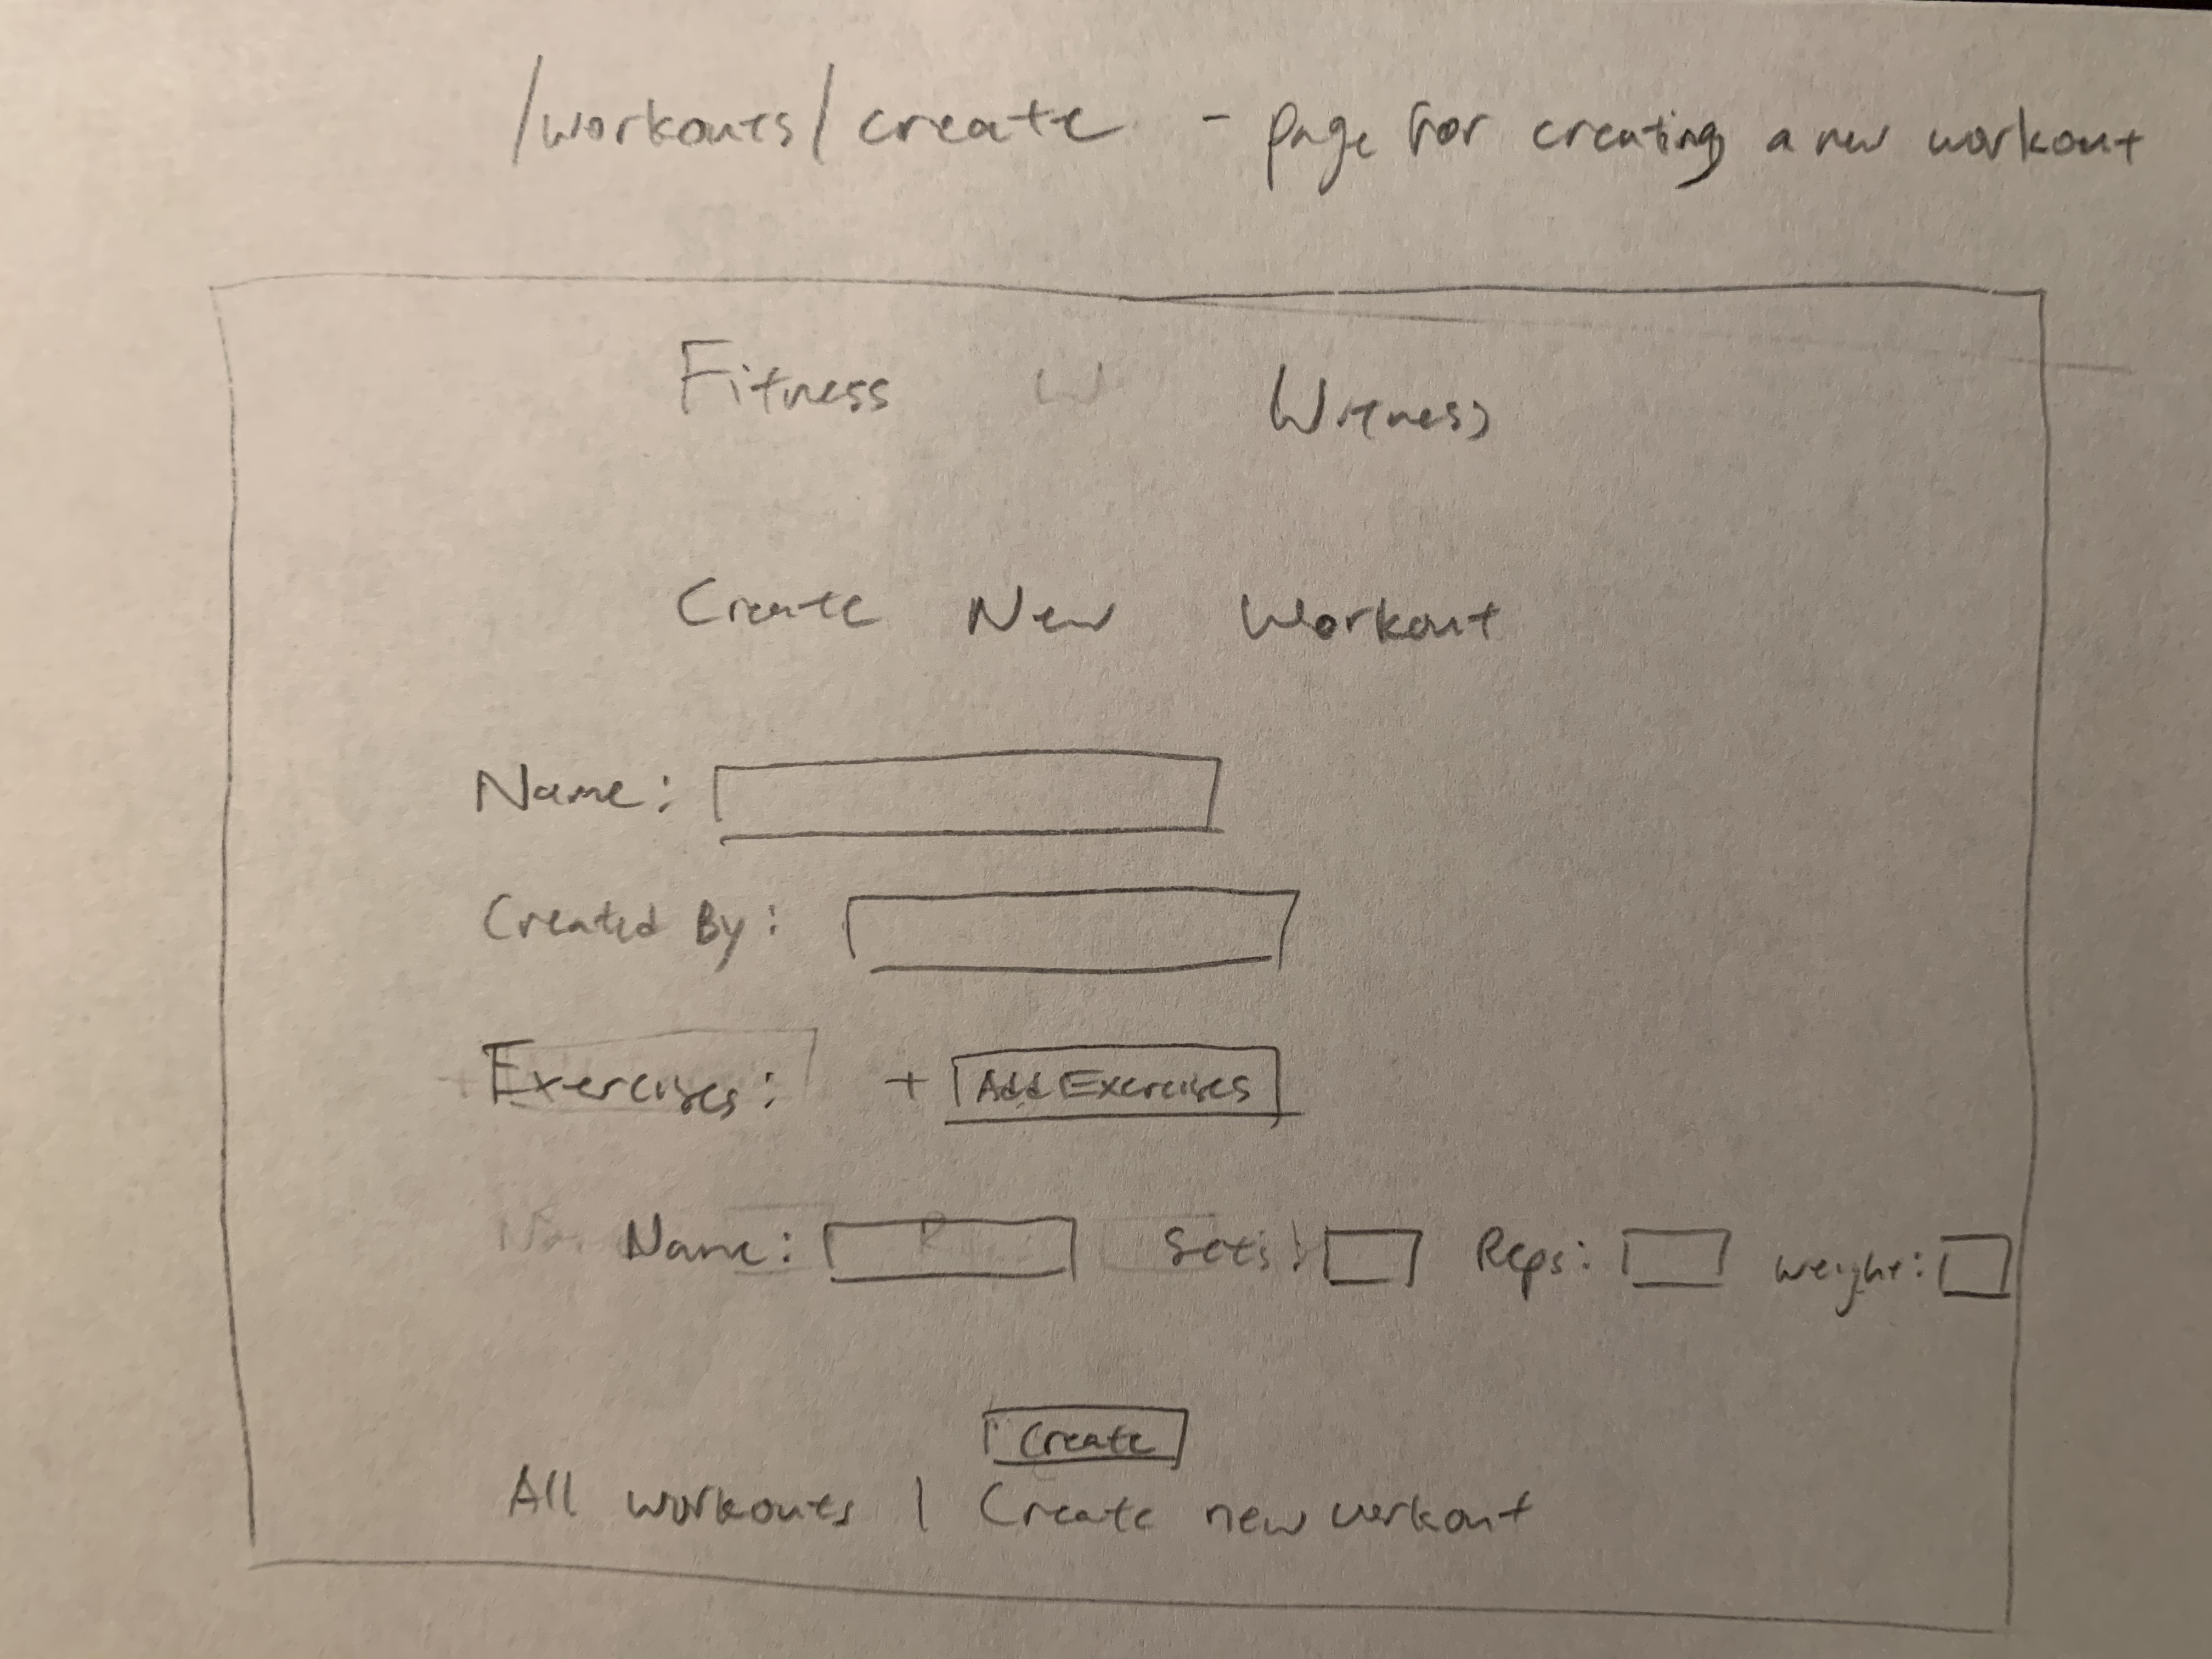 /workouts/create - page for creating a new workout
Fitness W Witness
Create New Workout
Name:
Created By:
Exercises: + Add Exercises
Name: Sets: Reps: weight:
Create
All workouts | Create new workout